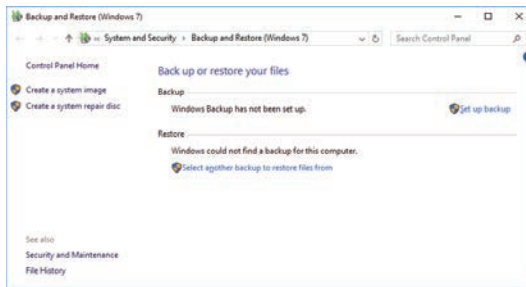 Backup and Restore (Windows 7)
« System and Security › Backup and Restore (Windows 7)
Search Control Panel
Control Panel Home
Create a system image
Create a system repair disc
Back up or restore your files
Backup
Windows Backup has not been set up.
Set up backup
Restore
Windows could not find a backup for this computer.
Select another backup to restore files from
See also
Security and Maintenance
File History